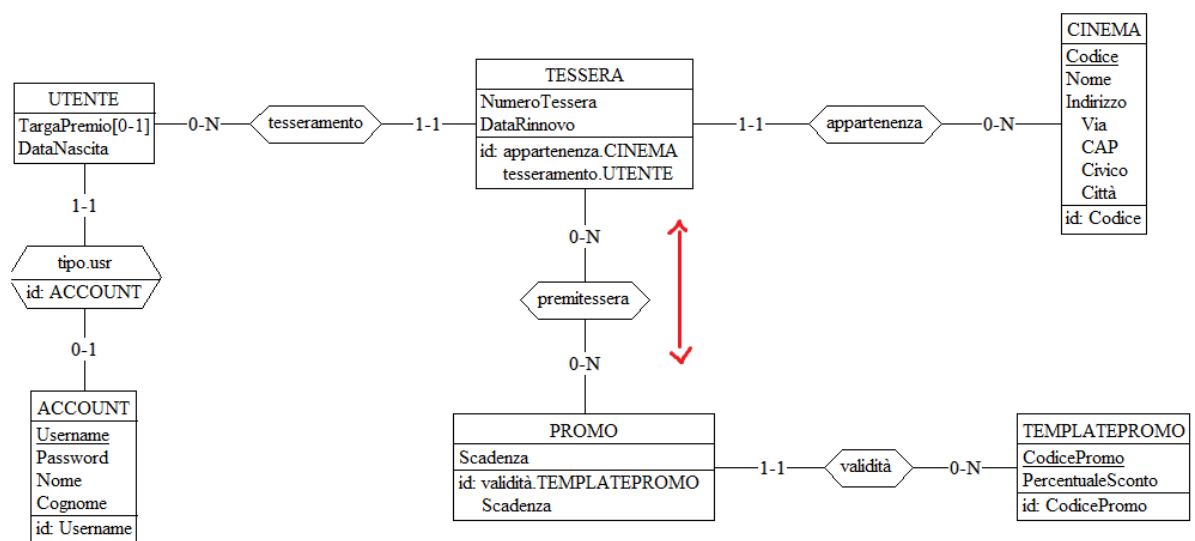 CINEMA
Codice
Nome
Indirizzo
Via
CAP
Civico
Città
id: Codice
TESSERA
NumeroTessera
DataRinnovo
id: appartenenza.CINEMA
tesseramento.UTENTE
UTENTE
TargaPremio[0-1]
DataNascita
0-N
tesseramento
1-1
1-1
appartenenza
0-N
1-1
tipo.usr
id: ACCOUNT
0-1
0-N
premitessera
0-N
ACCOUNT
Username
Password
Nome
Cognome
id: Username
PROMO
Scadenza
id: validità.TEMPLATEPROMO
Scadenza
1-1
validità
0-N
TEMPLATEPROMO
CodicePromo
PercentualeSconto
id: CodicePromo